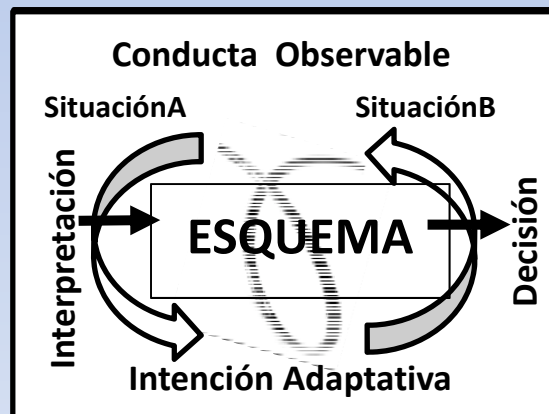 Conducta Observable
SituaciónA
SituaciónB
Interpretación
ESQUEMA
Decisión
Intención Adaptativa